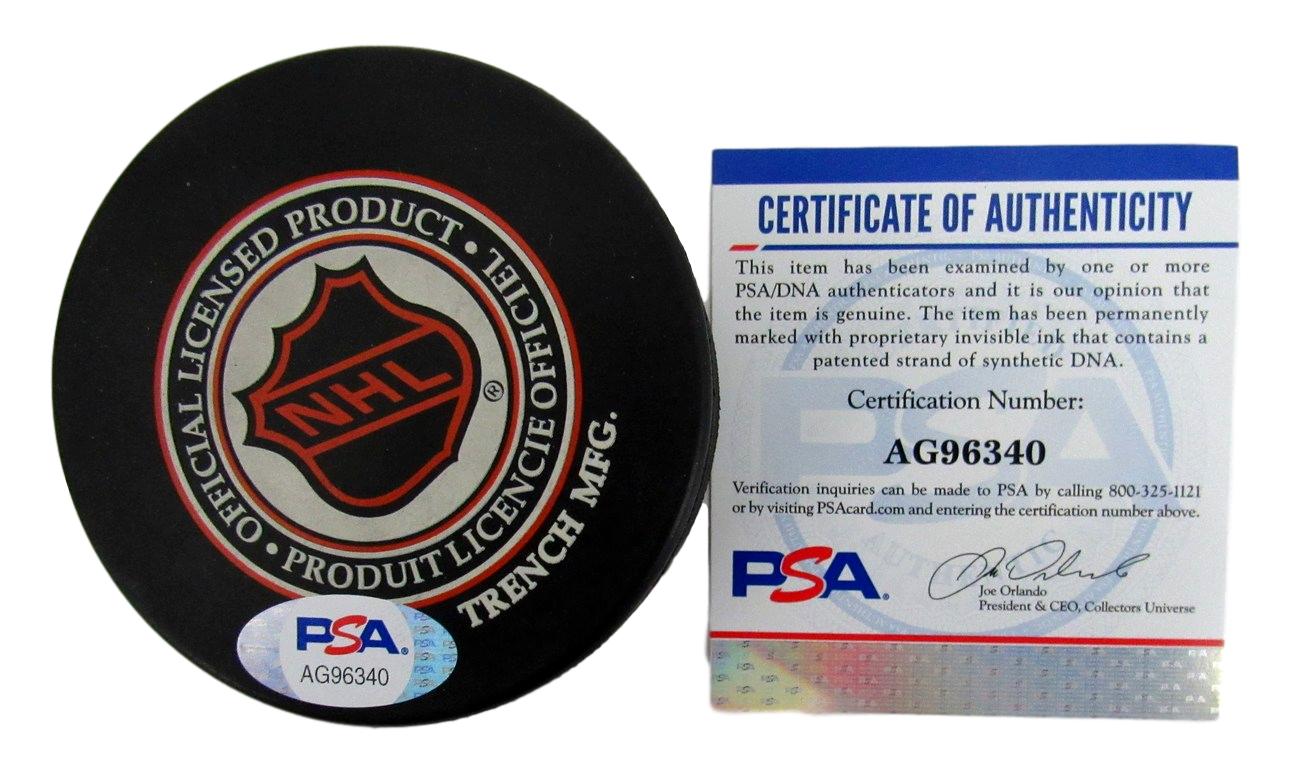 OFFICIAL LICENSED PRODUCT • PRODUIT LICENCIE OFFICIEL •
NHL
®
TRENCH MFG.
PSA®
AG96340
CERTIFICATE OF AUTHENTICITY
This item has been examined by one or more
PSA/DNA authenticators and it is our opinion that
the item is genuine. The item has been permanently
marked with proprietary invisible ink that contains a
patented strand of synthetic DNA.
Certification Number:
AG96340
Verification inquiries can be made to PSA by calling 800-325-1121
or by visiting PSAcard.com and entering the certification number above.
PSA®
Joe Orlando
President & CEO, Collectors Universe